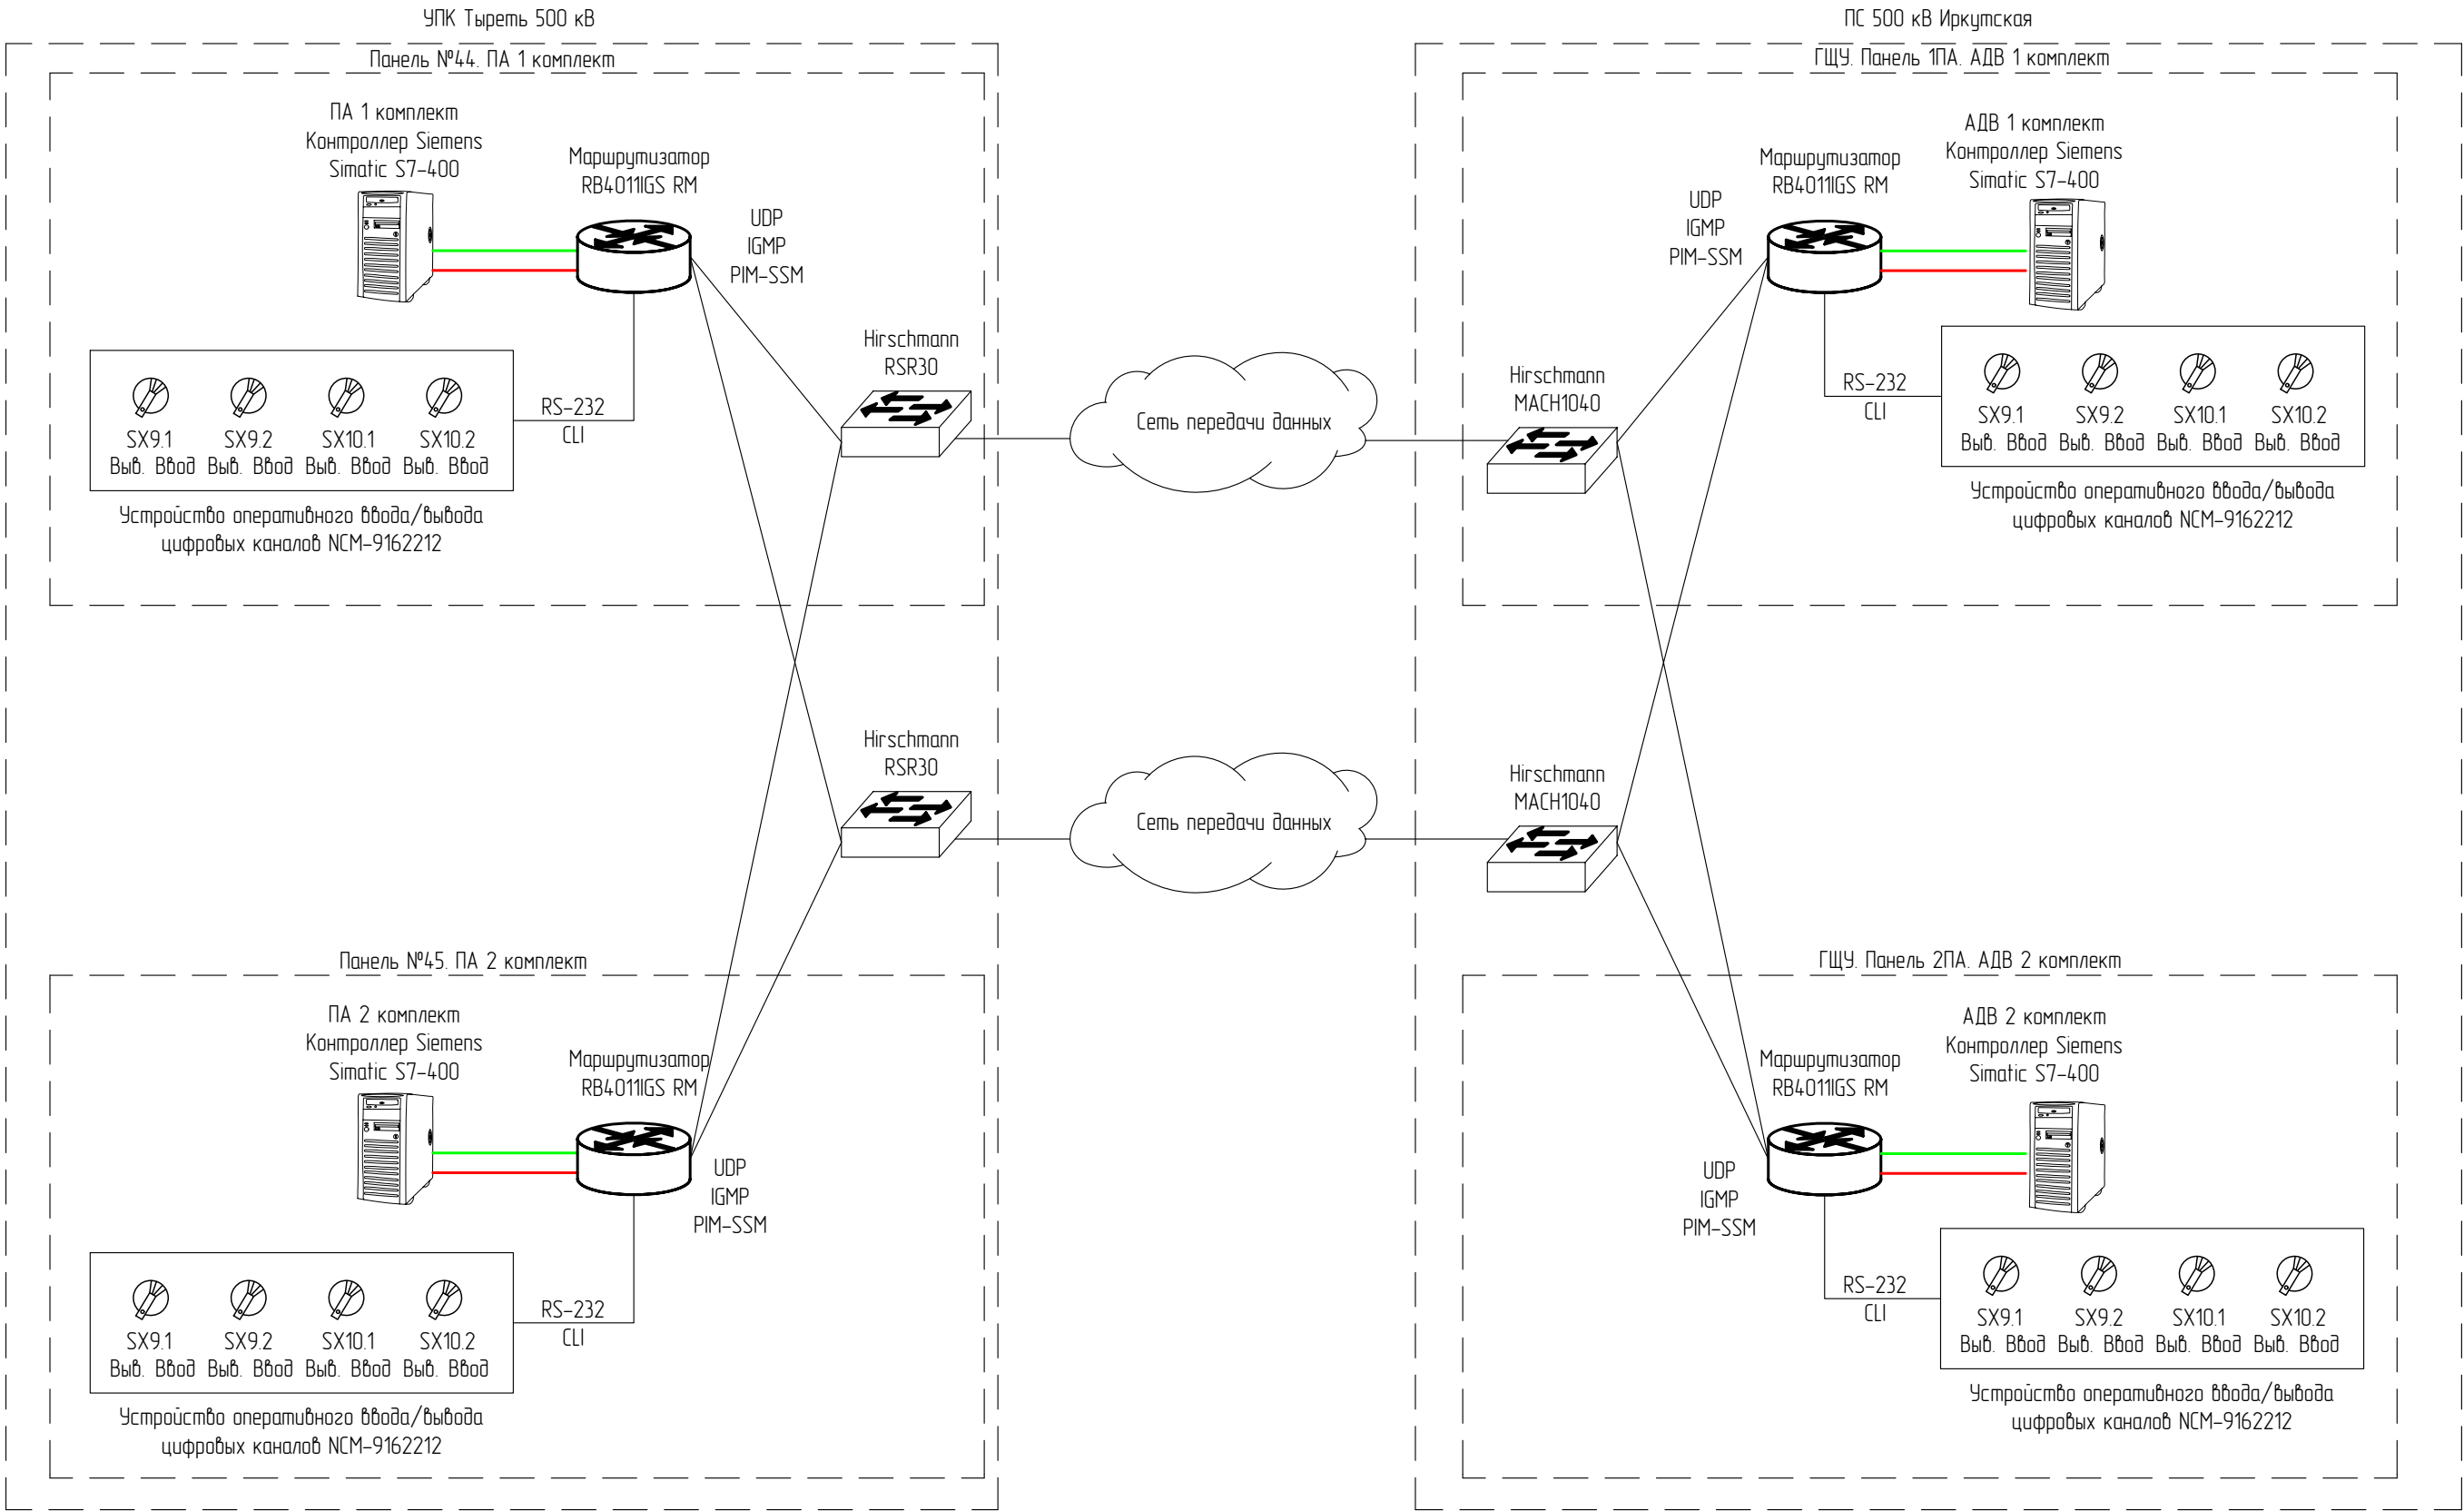 УПК Тыреть 500 кВ
Панель №44. ПА 1 комплект
ПА 1 комплект
Контроллер Siemens
Simatic S7-400
Маршрутизатор
RB4011IGS RM
UDP
IGMP
PIM-SSM
Hirschmann
RSR30
SX9.1 SX9.2 SX10.1 SX10.2
Выв. Ввод Выв. Ввод Выв. Ввод Выв. Ввод
RS-232
CLI
Устройство оперативного ввода/вывода
цифровых каналов NCM-9162212
Сеть передачи данных
ПС 500 кВ Иркутская
ГЩУ. Панель 1ПА. АДВ 1 комплект
АДВ 1 комплект
Контроллер Siemens
Simatic S7-400
Маршрутизатор
RB4011IGS RM
UDP
IGMP
PIM-SSM
Hirschmann
MACH1040
RS-232
CLI
SX9.1 SX9.2 SX10.1 SX10.2
Выв. Ввод Выв. Ввод Выв. Ввод Выв. Ввод
Устройство оперативного ввода/вывода
цифровых каналов NCM-9162212
Hirschmann
RSR30
Сеть передачи данных
Hirschmann
MACH1040
Панель №45. ПА 2 комплект
ПА 2 комплект
Контроллер Siemens
Simatic S7-400
Маршрутизатор
RB4011IGS RM
UDP
IGMP
PIM-SSM
SX9.1 SX9.2 SX10.1 SX10.2
Выв. Ввод Выв. Ввод Выв. Ввод Выв. Ввод
RS-232
CLI
Устройство оперативного ввода/вывода
цифровых каналов NCM-9162212
ГЩУ. Панель 2ПА. АДВ 2 комплект
АДВ 2 комплект
Контроллер Siemens
Simatic S7-400
Маршрутизатор
RB4011IGS RM
UDP
IGMP
PIM-SSM
RS-232
CLI
SX9.1 SX9.2 SX10.1 SX10.2
Выв. Ввод Выв. Ввод Выв. Ввод Выв. Ввод
Устройство оперативного ввода/вывода
цифровых каналов NCM-9162212